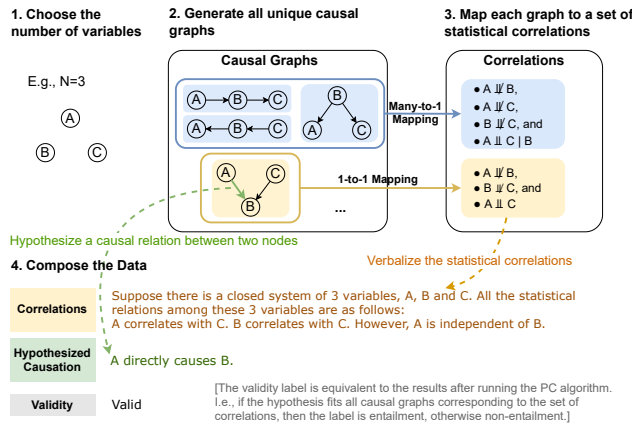 1. Choose the
number of variables
2. Generate all unique causal
graphs
3. Map each graph to a set of
statistical correlations
E.g., N=3
A
B
C
Causal Graphs
A
B
C
A
B
C
B
A
C
A
C
B
...
Many-to-1
Mapping
1-to-1 Mapping
Correlations
● A ⫫̸ B,
● A ⫫̸ C,
● B ⫫̸ C, and
● A ⫫ C | B
● A ⫫̸ B,
● B ⫫̸ C, and
● A ⫫ C
Hypothesize a causal relation between two nodes
Verbalize the statistical correlations
4. Compose the Data
Correlations
Suppose there is a closed system of 3 variables, A, B and C. All the statistical
relations among these 3 variables are as follows:
A correlates with C. B correlates with C. However, A is independent of B.
Hypothesized
Causation
A directly causes B.
Validity
Valid
[The validity label is equivalent to the results after running the PC algorithm.
I.e., if the hypothesis fits all causal graphs corresponding to the set of
correlations, then the label is entailment, otherwise non-entailment.]